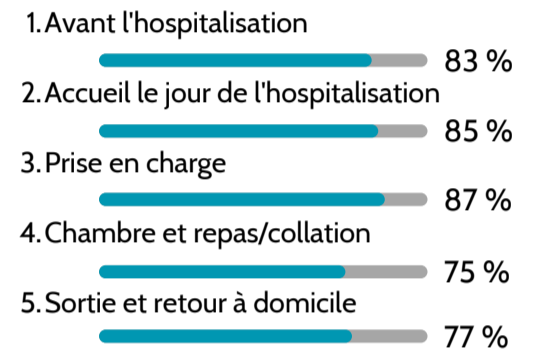 1.Avant l'hospitalisation
83 %
2.Accueil le jour de l'hospitalisation
85 %
3.Prise en charge
87 %
4.Chambre et repas/collation
75 %
5.Sortie et retour à domicile
77 %